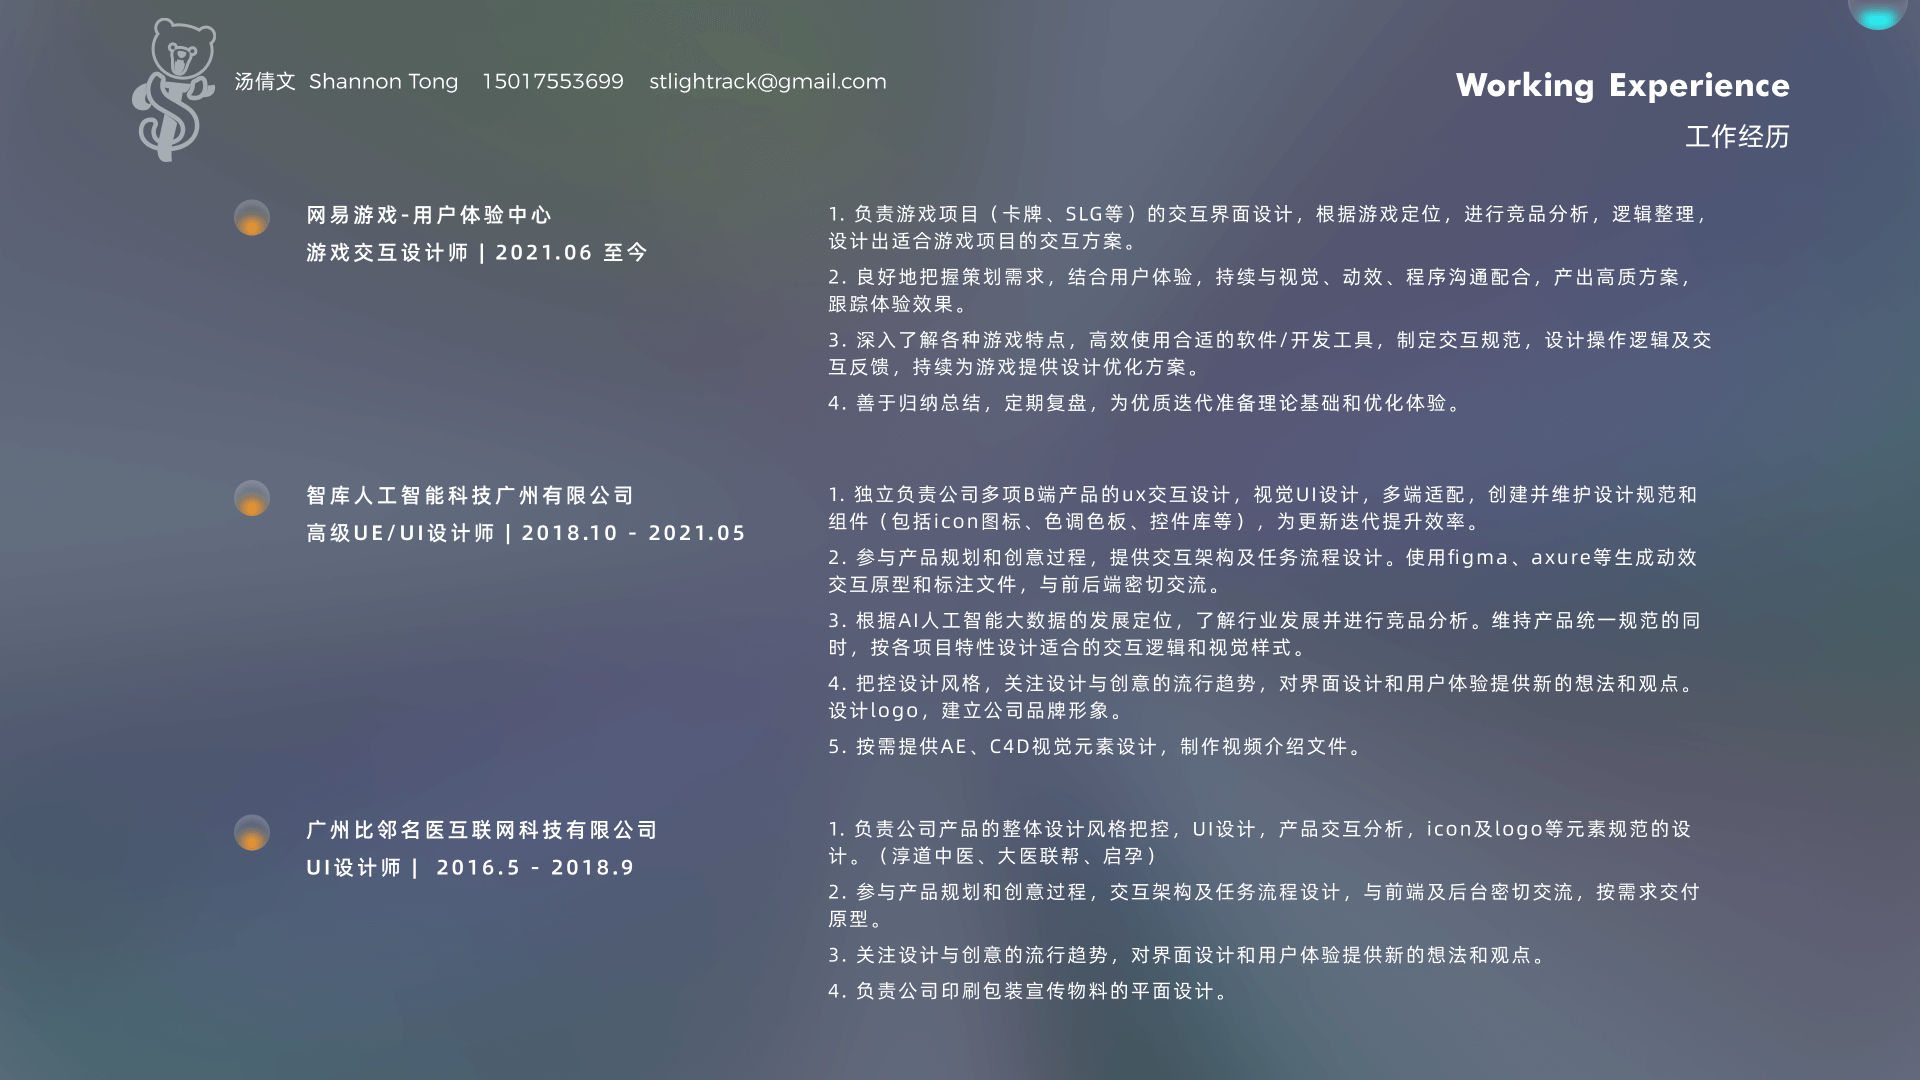 汤倩文 Shannon Tong 15017553699 stlightrack@gmail.com
Working Experience
工作经历
网易游戏-用户体验中心
游戏交互设计师 | 2021.06 至今
1. 负责游戏项目（卡牌、SLG等）的交互界面设计，根据游戏定位，进行竞品分析，逻辑整理，
设计出适合游戏项目的交互方案。
2. 良好地把握策划需求，结合用户体验，持续与视觉、动效、程序沟通配合，产出高质方案，
跟踪体验效果。
3. 深入了解各种游戏特点，高效使用合适的软件/开发工具，制定交互规范，设计操作逻辑及交
互反馈，持续为游戏提供设计优化方案。
4. 善于归纳总结，定期复盘，为优质迭代准备理论基础和优化体验。
智库人工智能科技广州有限公司
高级UE/UI设计师 | 2018.10 - 2021.05
1. 独立负责公司多项B端产品的ux交互设计，视觉UI设计，多端适配，创建并维护设计规范和
组件（包括icon图标、色调色板、控件库等），为更新迭代提升效率。
2. 参与产品规划和创意过程，提供交互架构及任务流程设计。使用figma、axure等生成动效
交互原型和标注文件，与前后端密切交流。
3. 根据AI人工智能大数据的发展定位，了解行业发展并进行竞品分析。维持产品统一规范的同
时，按各项目特性设计适合的交互逻辑和视觉样式。
4. 把控设计风格，关注设计与创意的流行趋势，对界面设计和用户体验提供新的想法和观点。
设计logo，建立公司品牌形象。
5. 按需提供AE、C4D视觉元素设计，制作视频介绍文件。
广州比邻名医互联网科技有限公司
UI设计师 | 2016.5 - 2018.9
1. 负责公司产品的整体设计风格把控，UI设计，产品交互分析，icon及logo等元素规范的设
计。（淳道中医、大医联帮、启孕）
2. 参与产品规划和创意过程，交互架构及任务流程设计，与前端及后台密切交流，按需求交付
原型。
3. 关注设计与创意的流行趋势，对界面设计和用户体验提供新的想法和观点。
4. 负责公司印刷包装宣传物料的平面设计。